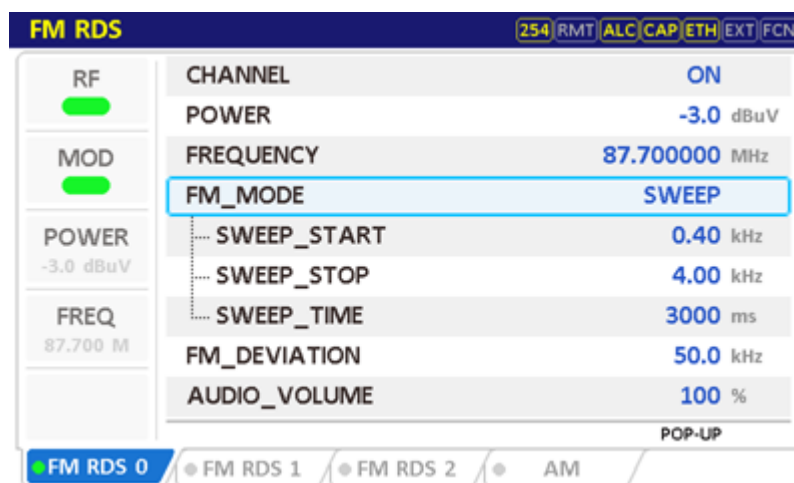 FM RDS 254 RMT ALC CAP ETH EXT FCN
RF
MOD
POWER
-3.0 dBuV
FREQ
87.700 M
CHANNEL ON
POWER -3.0 dBuV
FREQUENCY 87.700000 MHz
FM_MODE SWEEP
SWEEP_START 0.40 kHz
SWEEP_STOP 4.00 kHz
SWEEP_TIME 3000 ms
FM_DEVIATION 50.0 kHz
AUDIO_VOLUME 100 %
POP-UP
FM RDS 0 FM RDS 1 FM RDS 2 AM